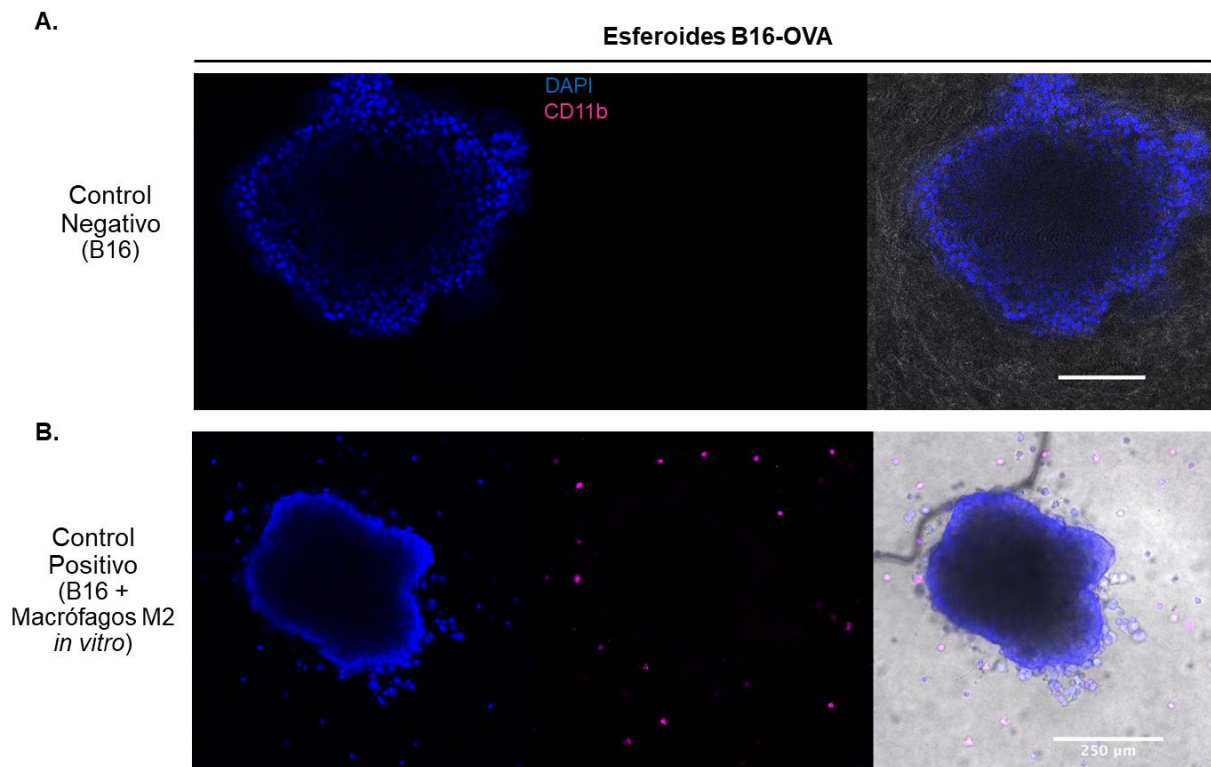 A.
Esferoides B16-OVA
DAPI
CD11b
Control
Negativo
(B16)
B.
Control
Positivo
(B16 +
Macrófagos M2
in vitro)
250 µm